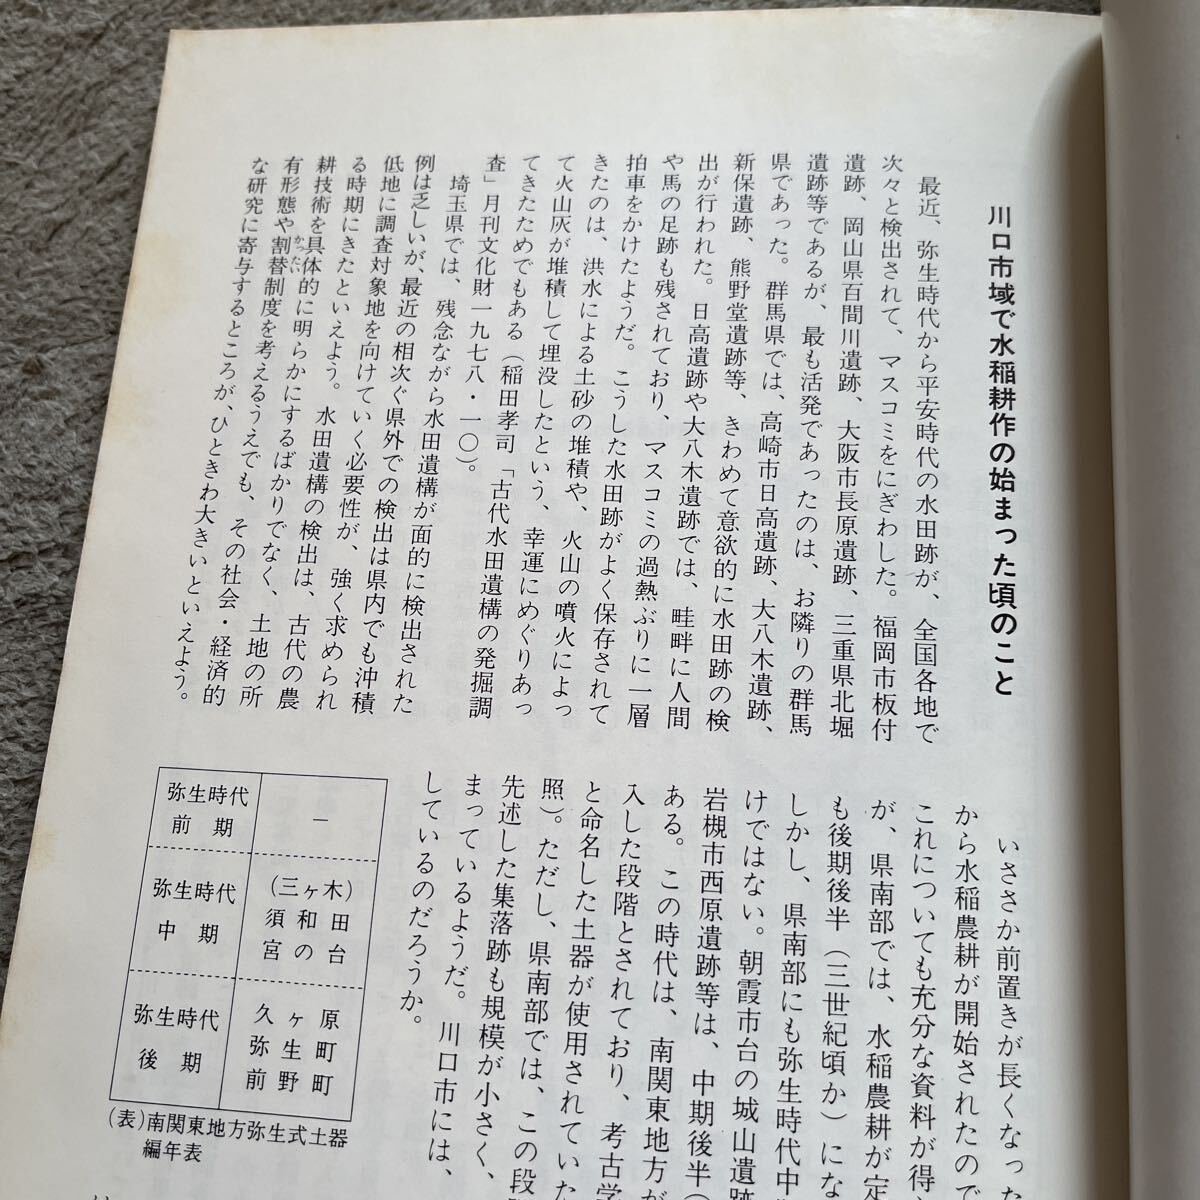 川口市域で水稲耕作の始まった頃のこと
最近、弥生時代から平安時代の水田跡が、全国各地で
次々と検出されて、マスコミをにぎわした。福岡市板付
遺跡、岡山県百間川遺跡、大阪市長原遺跡、三重県北堀
遺跡等であるが、最も活発であったのは、お隣りの群馬
県であった。群馬県では、高崎市日高遺跡、大八木遺跡、
新保遺跡、熊野堂遺跡等、きわめて意欲的に水田跡の検
出が行われた。日高遺跡や大八木遺跡では、畦畔に人間
や馬の足跡も残されており、マスコミの過熱ぶりに一層
拍車をかけたようだ。こうした水田跡がよく保存されて
きたのは、洪水による土砂の堆積や、火山の噴火によっ
て火山灰が堆積して埋没したという、幸運にめぐりあっ
てきたためでもある（稲田孝司「古代水田遺構の発掘調
査」月刊文化財一九七八・一〇）。
埼玉県では、残念ながら水田遺構が面的に検出された
例は乏しいが、最近の相次ぐ県外での検出は県内でも沖積
低地に調査対象地を向けていく必要性が、強く求められ
る時期にきたといえよう。水田遺構の検出は、古代の農
耕技術を具体的に明らかにするばかりでなく、土地の所
有形態や割替制度を考えるうえでも、その社会・経済的
かったい
な研究に寄与するところが、ひときわ大きいといえよう。
いささか前置きが長くなった
から水稲農耕が開始されたので
これについても充分な資料が得
が、県南部では、水稲農耕が定
も後期後半（三世紀頃か）にな
しかし、県南部にも弥生時代中
けではない。朝霞市台の城山遺跡
岩槻市西原遺跡等は、中期後半（
ある。この時代は、南関東地方が
入した段階とされており、考古学
と命名した土器が使用されていた
照）。ただし、県南部では、この段
先述した集落跡も規模が小さく、
まっているようだ。川口市には、
しているのだろうか。
弥生時代前期
－
弥生時代中期
（三ヶ木）
須和田
宮の台
弥生時代後期
久ヶ原
弥生町
前野町
（表）南関東地方弥生式土器
編年表